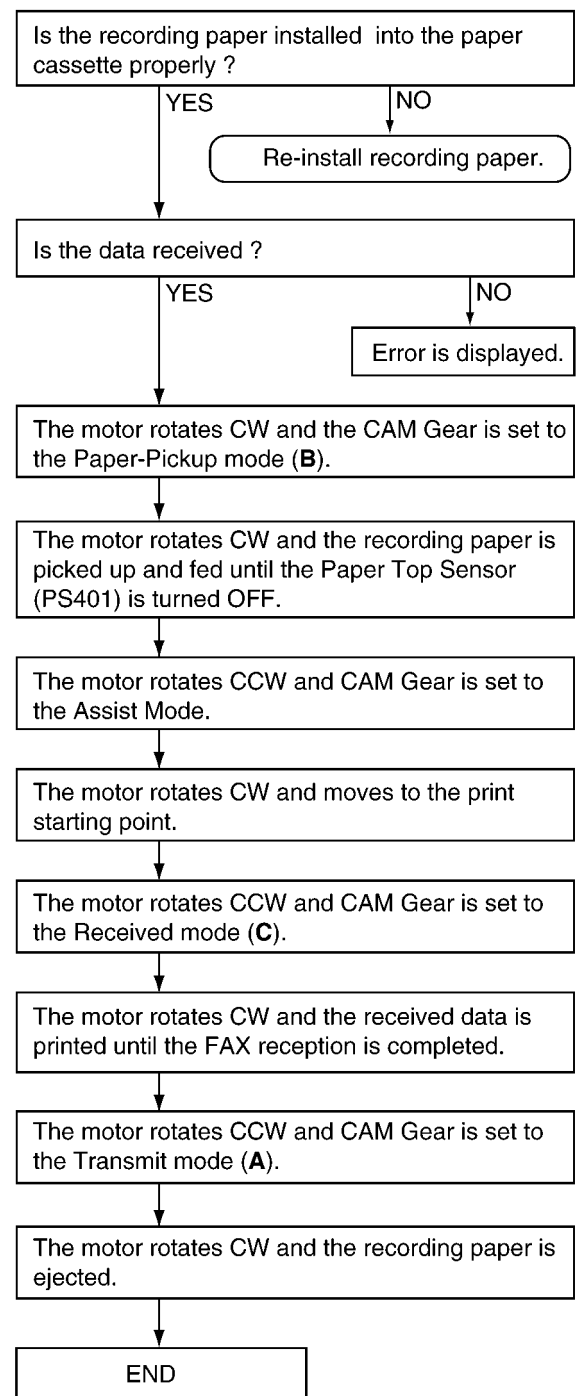 Is the recording paper installed into the paper
cassette properly ?
YES
NO
Re-install recording paper.
Is the data received ?
YES
NO
Error is displayed.
The motor rotates CW and the CAM Gear is set to
the Paper-Pickup mode (B).
The motor rotates CW and the recording paper is
picked up and fed until the Paper Top Sensor
(PS401) is turned OFF.
The motor rotates CCW and CAM Gear is set to
the Assist Mode.
The motor rotates CW and moves to the print
starting point.
The motor rotates CCW and CAM Gear is set to
the Received mode (C).
The motor rotates CW and the received data is
printed until the FAX reception is completed.
The motor rotates CCW and CAM Gear is set to
the Transmit mode (A).
The motor rotates CW and the recording paper is
ejected.
END